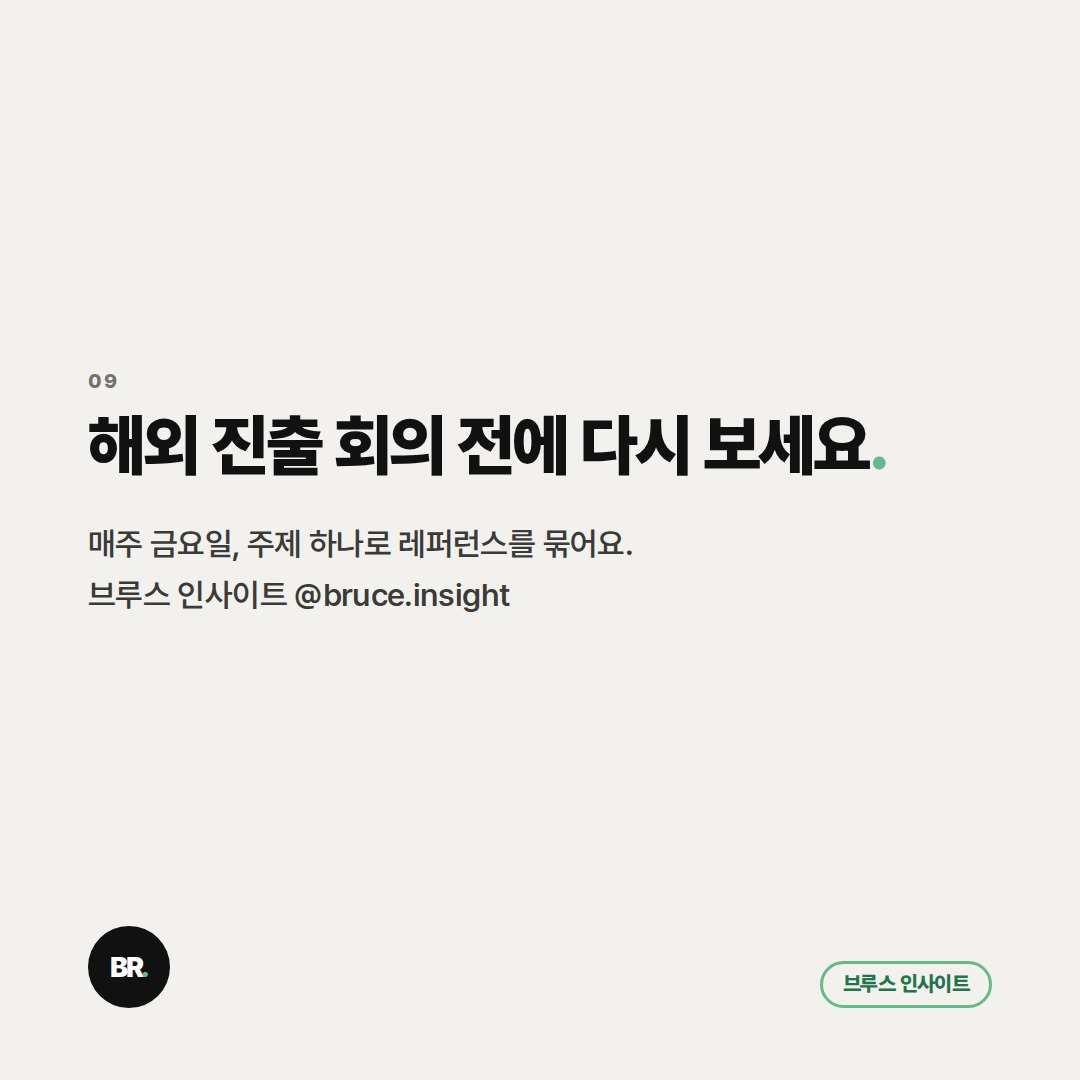 09
해외 진출 회의 전에 다시 보세요.
매주 금요일, 주제 하나로 레퍼런스를 묶어요.
브루스 인사이트 @bruce.insight
BR.
브루스 인사이트